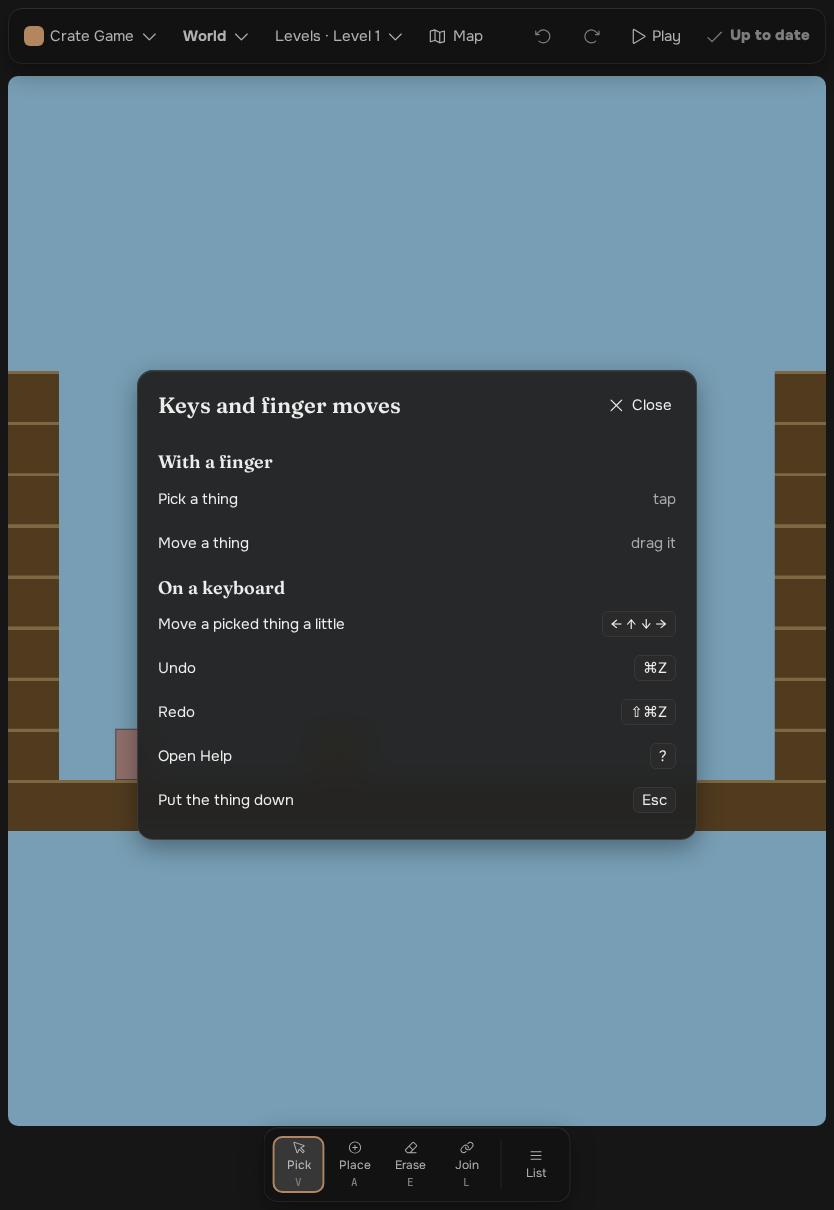 Crate Game World Levels · Level 1 Map Play Up to date
Keys and finger moves Close
With a finger
Pick a thing tap
Move a thing drag it
On a keyboard
Move a picked thing a little ← ↑ ↓ →
Undo ⌘Z
Redo ⇧⌘Z
Open Help ?
Put the thing down Esc
Pick Place Erase Join List
V A E L